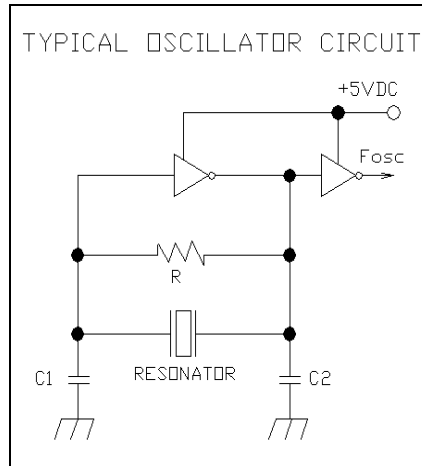 TYPICAL OSCILLATOR CIRCUIT
+5VDC
Fosc
R
RESONATOR
C1
C2